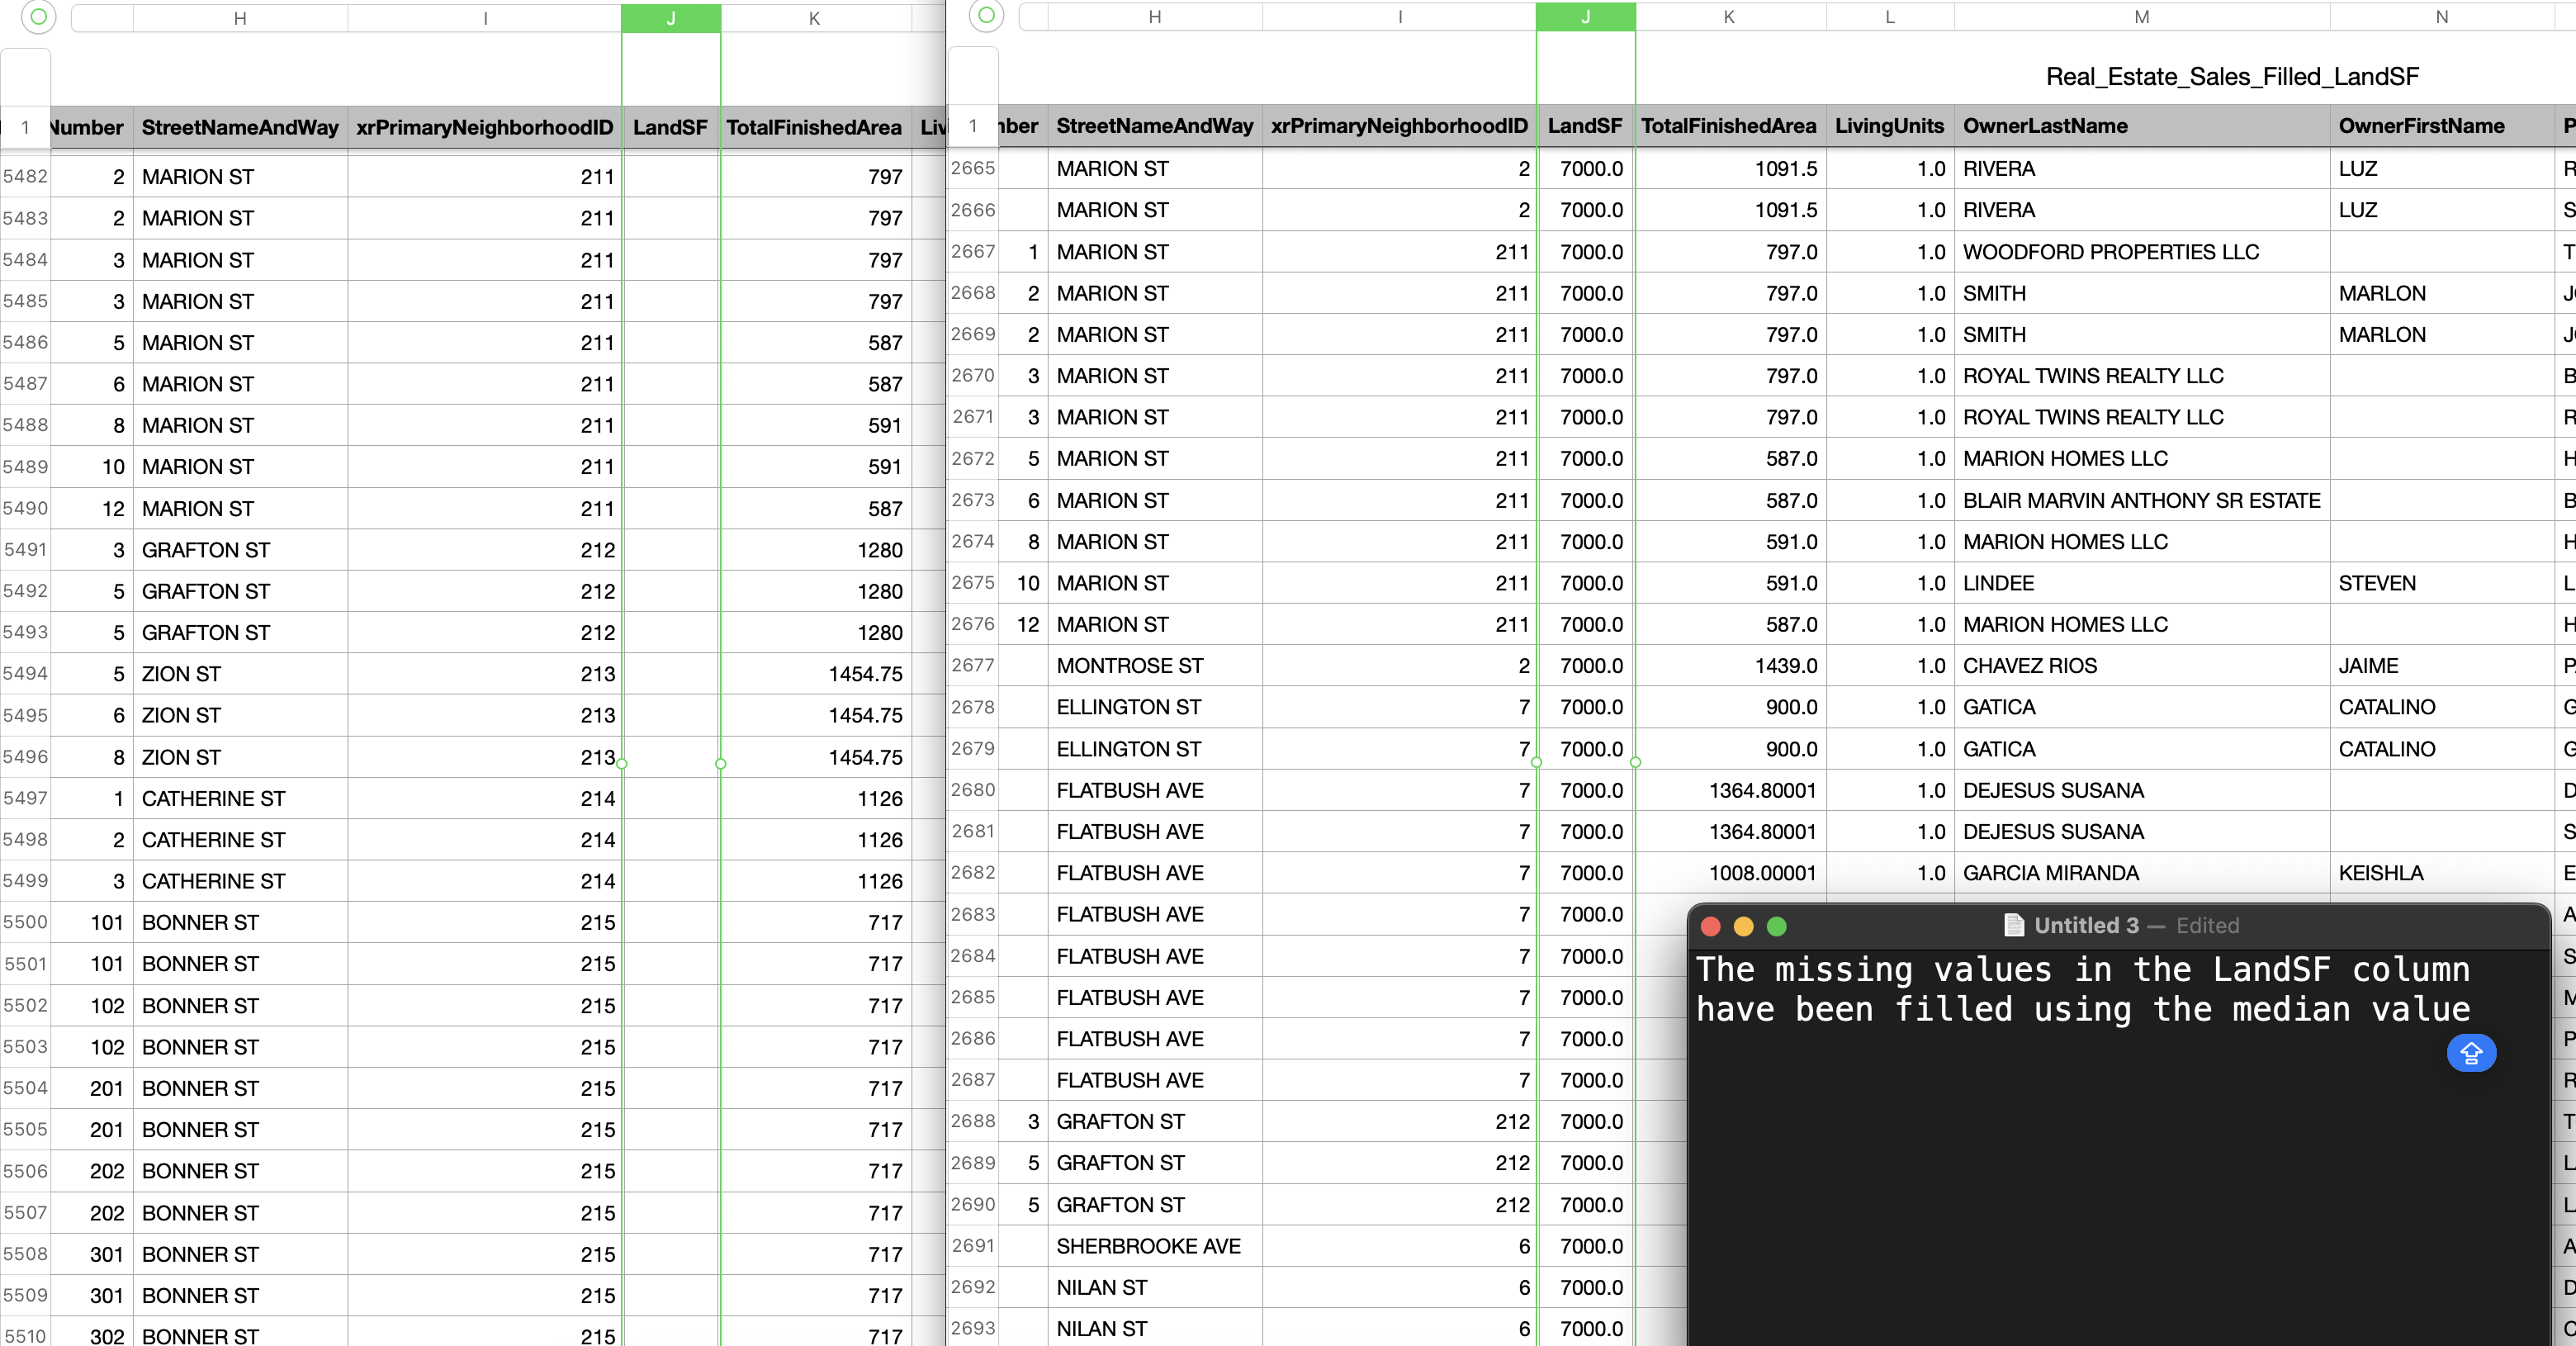 H I J K
1 Number StreetNameAndWay xrPrimaryNeighborhoodID LandSF TotalFinishedArea Liv
5482 2 MARION ST 211 797
5483 2 MARION ST 211 797
5484 3 MARION ST 211 797
5485 3 MARION ST 211 797
5486 5 MARION ST 211 587
5487 6 MARION ST 211 587
5488 8 MARION ST 211 591
5489 10 MARION ST 211 591
5490 12 MARION ST 211 587
5491 3 GRAFTON ST 212 1280
5492 5 GRAFTON ST 212 1280
5493 5 GRAFTON ST 212 1280
5494 5 ZION ST 213 1454.75
5495 6 ZION ST 213 1454.75
5496 8 ZION ST 213 1454.75
5497 1 CATHERINE ST 214 1126
5498 2 CATHERINE ST 214 1126
5499 3 CATHERINE ST 214 1126
5500 101 BONNER ST 215 717
5501 101 BONNER ST 215 717
5502 102 BONNER ST 215 717
5503 102 BONNER ST 215 717
5504 201 BONNER ST 215 717
5505 201 BONNER ST 215 717
5506 202 BONNER ST 215 717
5507 202 BONNER ST 215 717
5508 301 BONNER ST 215 717
5509 301 BONNER ST 215 717
5510 302 BONNER ST 215 717
H I J K L M N
Real_Estate_Sales_Filled_LandSF
1 nber StreetNameAndWay xrPrimaryNeighborhoodID LandSF TotalFinishedArea LivingUnits OwnerLastName OwnerFirstName P
2665 MARION ST 2 7000.0 1091.5 1.0 RIVERA LUZ R
2666 MARION ST 2 7000.0 1091.5 1.0 RIVERA LUZ S
2667 1 MARION ST 211 7000.0 797.0 1.0 WOODFORD PROPERTIES LLC T
2668 2 MARION ST 211 7000.0 797.0 1.0 SMITH MARLON J
2669 2 MARION ST 211 7000.0 797.0 1.0 SMITH MARLON J
2670 3 MARION ST 211 7000.0 797.0 1.0 ROYAL TWINS REALTY LLC B
2671 3 MARION ST 211 7000.0 797.0 1.0 ROYAL TWINS REALTY LLC R
2672 5 MARION ST 211 7000.0 587.0 1.0 MARION HOMES LLC H
2673 6 MARION ST 211 7000.0 587.0 1.0 BLAIR MARVIN ANTHONY SR ESTATE B
2674 8 MARION ST 211 7000.0 591.0 1.0 MARION HOMES LLC H
2675 10 MARION ST 211 7000.0 591.0 1.0 LINDEE STEVEN L
2676 12 MARION ST 211 7000.0 587.0 1.0 MARION HOMES LLC H
2677 MONTROSE ST 2 7000.0 1439.0 1.0 CHAVEZ RIOS JAIME P
2678 ELLINGTON ST 7 7000.0 900.0 1.0 GATICA CATALINO G
2679 ELLINGTON ST 7 7000.0 900.0 1.0 GATICA CATALINO G
2680 FLATBUSH AVE 7 7000.0 1364.80001 1.0 DEJESUS SUSANA D
2681 FLATBUSH AVE 7 7000.0 1364.80001 1.0 DEJESUS SUSANA S
2682 FLATBUSH AVE 7 7000.0 1008.00001 1.0 GARCIA MIRANDA KEISHLA E
2683 FLATBUSH AVE 7 7000.0 A
2684 FLATBUSH AVE 7 7000.0 S
2685 FLATBUSH AVE 7 7000.0 M
2686 FLATBUSH AVE 7 7000.0 P
2687 FLATBUSH AVE 7 7000.0 R
2688 3 GRAFTON ST 212 7000.0 T
2689 5 GRAFTON ST 212 7000.0 L
2690 5 GRAFTON ST 212 7000.0 L
2691 SHERBROOKE AVE 6 7000.0 A
2692 NILAN ST 6 7000.0 D
2693 NILAN ST 6 7000.0 C
Untitled 3 — Edited
The missing values in the LandSF column
have been filled using the median value